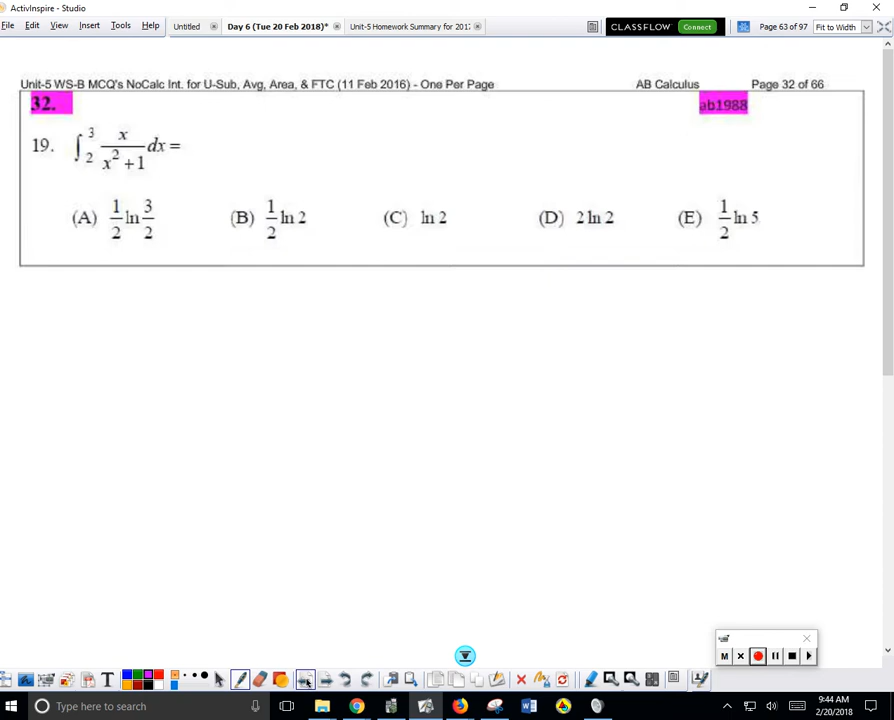 ActivInspire - Studio
File Edit View Insert Tools Help Untitled Day 6 (Tue 20 Feb 2018)* Unit-5 Homework Summary for 201 CLASSFLOW Connect Page 63 of 97 Fit to Width
Unit-5 WS-B MCQ's NoCalc Int. for U-Sub, Avg, Area, & FTC (11 Feb 2016) - One Per Page AB Calculus Page 32 of 66
32. ab1988
19. ∫₂³ x/(x²+1) dx =
(A) 1/2 ln 3/2 (B) 1/2 ln 2 (C) ln 2 (D) 2 ln 2 (E) 1/2 ln 5
M
T
Type here to search 9:44 AM
2/20/2018